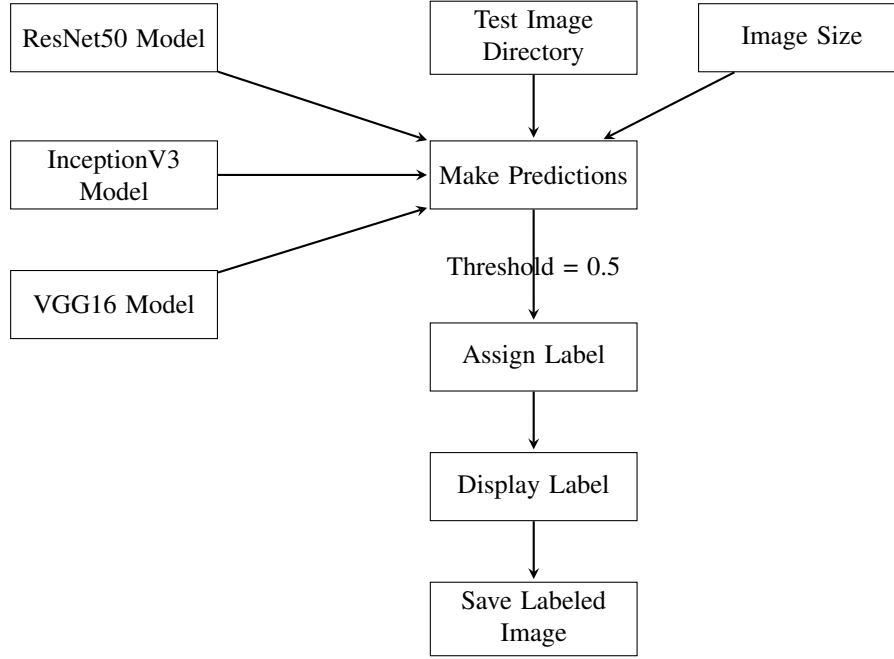 ResNet50 Model
Test Image
Directory
Image Size
InceptionV3
Model
Make Predictions
Threshold = 0.5
VGG16 Model
Assign Label
Display Label
Save Labeled
Image